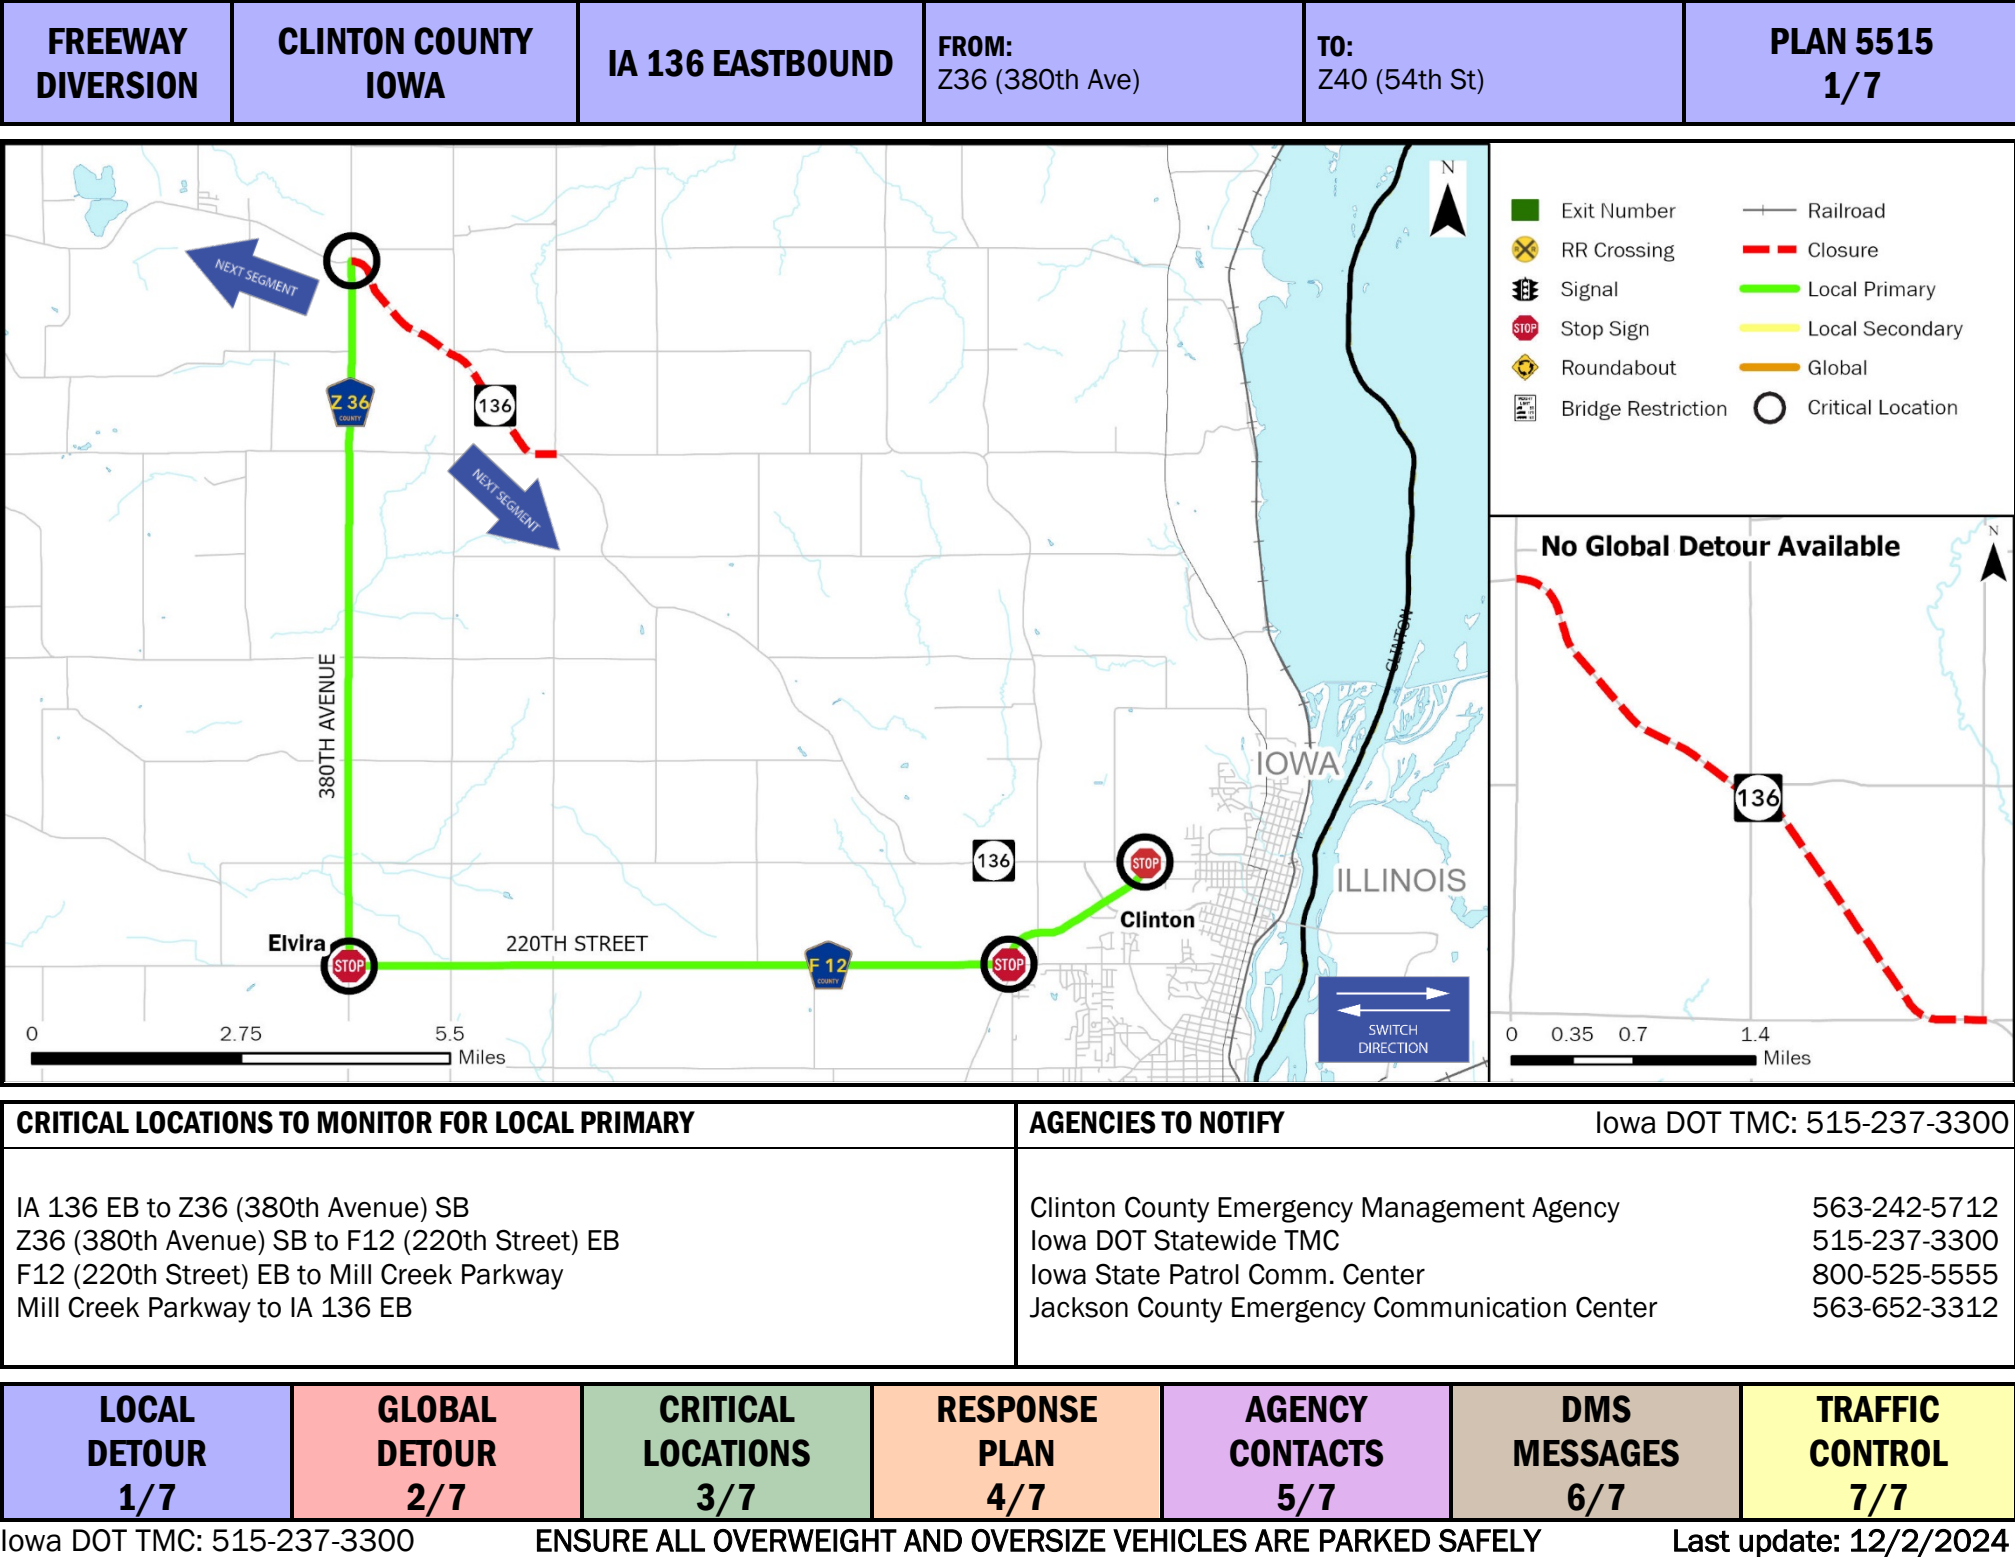 FREEWAY
DIVERSION
CLINTON COUNTY
IOWA
IA 136 EASTBOUND
FROM:
Z36 (380th Ave)
TO:
Z40 (54th St)
PLAN 5515
1/7
N
NEXT SEGMENT
Z 36
COUNTY
136
NEXT SEGMENT
380TH AVENUE
CLINTON
IOWA
136
STOP
ILLINOIS
Clinton
Elvira
STOP
220TH STREET
F 12
COUNTY
STOP
SWITCH
DIRECTION
0 2.75 5.5
Miles
Exit Number
Railroad
RR Crossing
Closure
Signal
Local Primary
STOP
Stop Sign
Local Secondary
Roundabout
Global
Bridge Restriction
Critical Location
No Global Detour Available
N
136
0 0.35 0.7 1.4
Miles
CRITICAL LOCATIONS TO MONITOR FOR LOCAL PRIMARY
IA 136 EB to Z36 (380th Avenue) SB
Z36 (380th Avenue) SB to F12 (220th Street) EB
F12 (220th Street) EB to Mill Creek Parkway
Mill Creek Parkway to IA 136 EB
AGENCIES TO NOTIFY Iowa DOT TMC: 515-237-3300
Clinton County Emergency Management Agency 563-242-5712
Iowa DOT Statewide TMC 515-237-3300
Iowa State Patrol Comm. Center 800-525-5555
Jackson County Emergency Communication Center 563-652-3312
LOCAL
DETOUR
1/7
GLOBAL
DETOUR
2/7
CRITICAL
LOCATIONS
3/7
RESPONSE
PLAN
4/7
AGENCY
CONTACTS
5/7
DMS
MESSAGES
6/7
TRAFFIC
CONTROL
7/7
Iowa DOT TMC: 515-237-3300 ENSURE ALL OVERWEIGHT AND OVERSIZE VEHICLES ARE PARKED SAFELY Last update: 12/2/2024